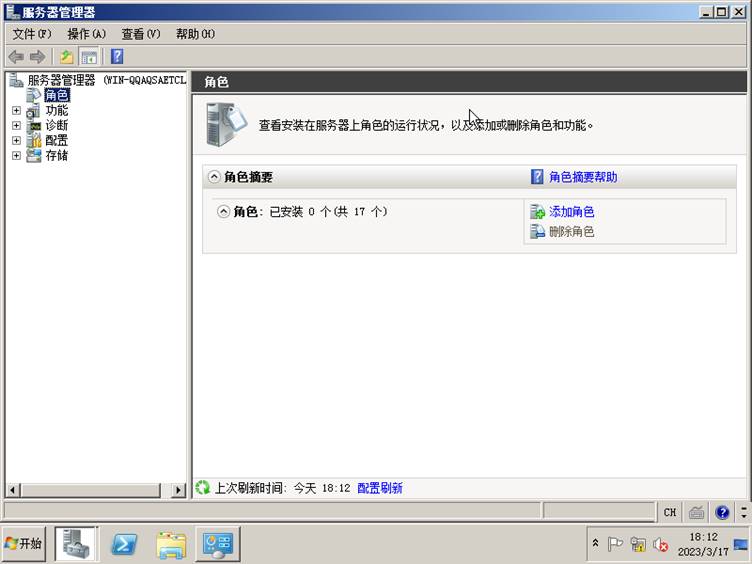 服务器管理器
文件(F) 操作(A) 查看(V) 帮助(H)
服务器管理器 (WIN-QQAQSAETCL
角色
功能
诊断
配置
存储
角色
查看安装在服务器上角色的运行状况，以及添加或删除角色和功能。
角色摘要
角色摘要帮助
角色: 已安装 0 个(共 17 个)
添加角色
删除角色
上次刷新时间: 今天 18:12 配置刷新
CH
开始
18:12
2023/3/17